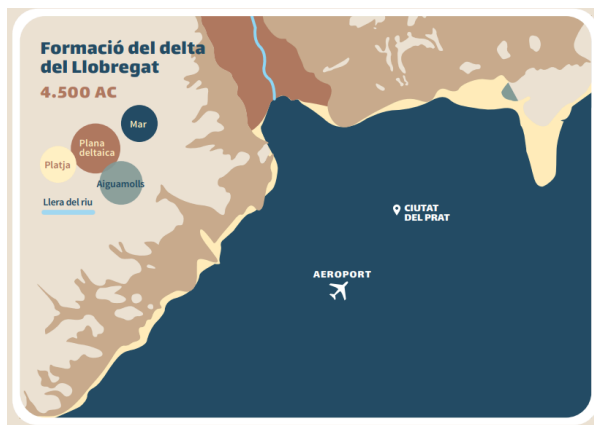 Formació del delta
del Llobregat
4.500 AC
Mar
Plana
deltaica
Platja
Aiguamolls
Llera del riu
CIUTAT
DEL PRAT
AEROPORT